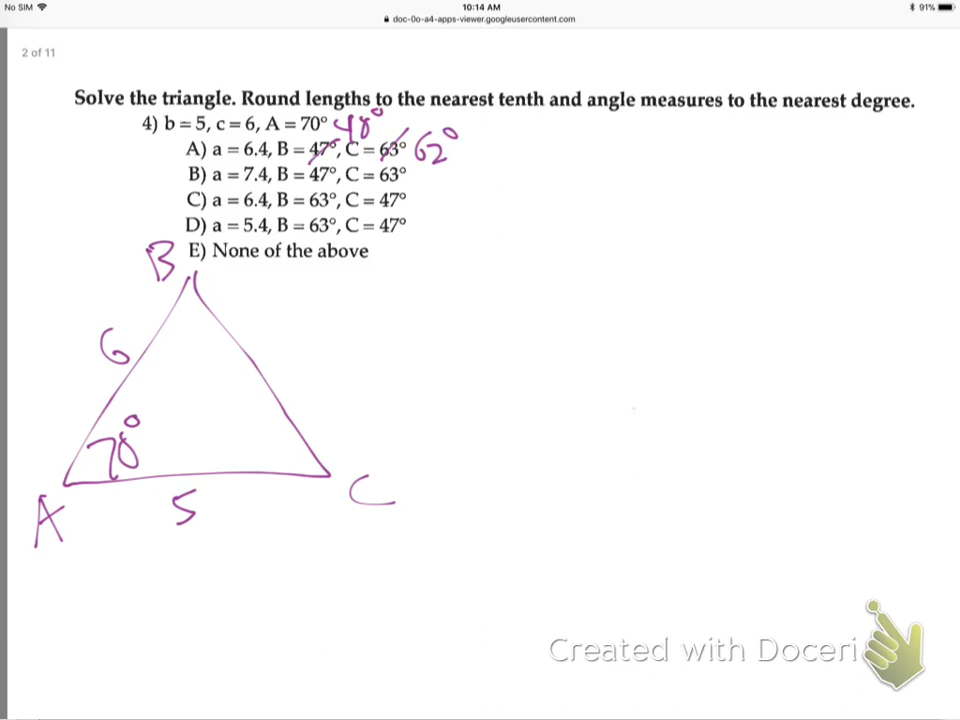 No SIM 10:14 AM 91%
doc-0o-a4-apps-viewer.googleusercontent.com
2 of 11
Solve the triangle. Round lengths to the nearest tenth and angle measures to the nearest degree.
4) b = 5, c = 6, A = 70° 48°
A) a = 6.4, B = 47°, C = 63° 62°
B) a = 7.4, B = 47°, C = 63°
C) a = 6.4, B = 63°, C = 47°
D) a = 5.4, B = 63°, C = 47°
E) None of the above
B
6
70°
A 5 C
Created with Doceri